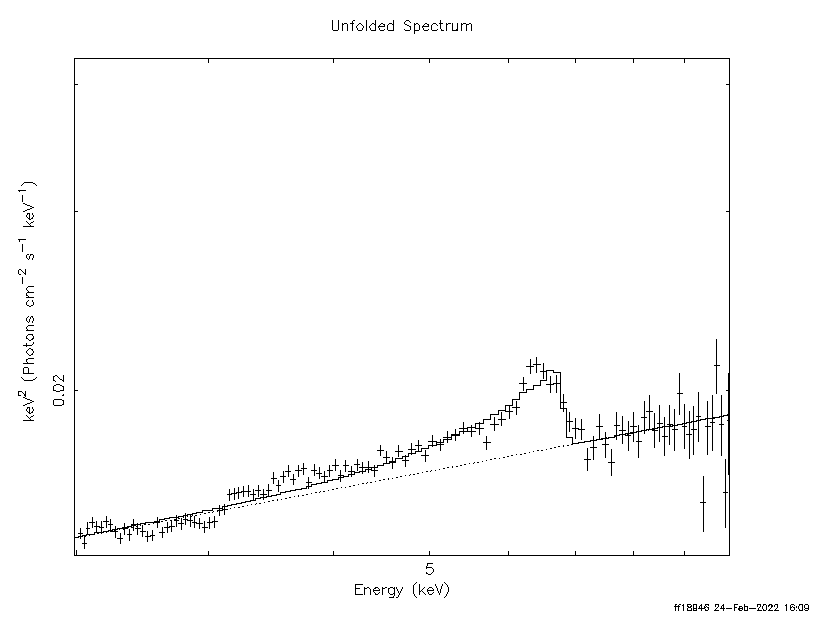 Unfolded Spectrum
keV² (Photons cm⁻² s⁻¹ keV⁻¹)
0.02
5
Energy (keV)
ff18946 24-Feb-2022 16:09